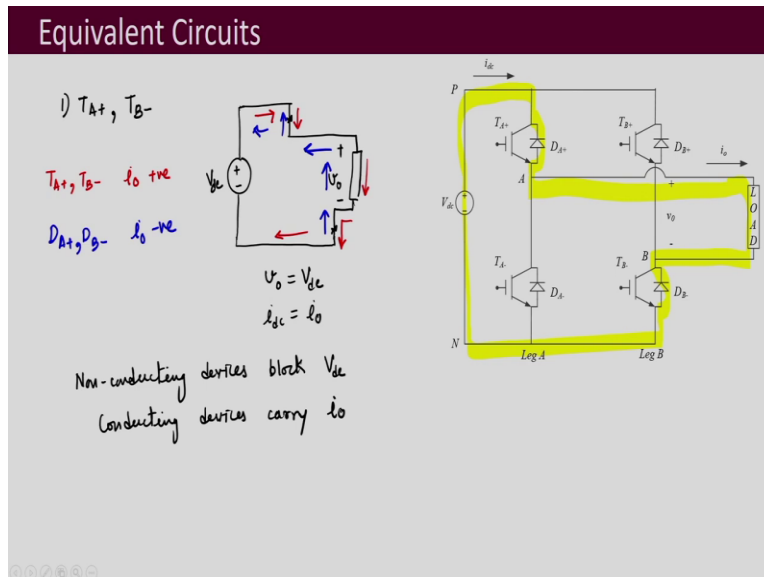 Equivalent Circuits
1) TA+, TB-
TA+, TB- io +ve
DA+, DB- io -ve
Vdc
+
-
+
vo
-
vo = Vdc
idc = io
Non-conducting devices block Vdc
Conducting devices carry io
idc
P
TA+
DA+
TB+
DB+
io
A
+
Vdc
+
-
vo
L
O
A
D
-
B
TA-
DA-
TB-
DB-
N
Leg A
Leg B